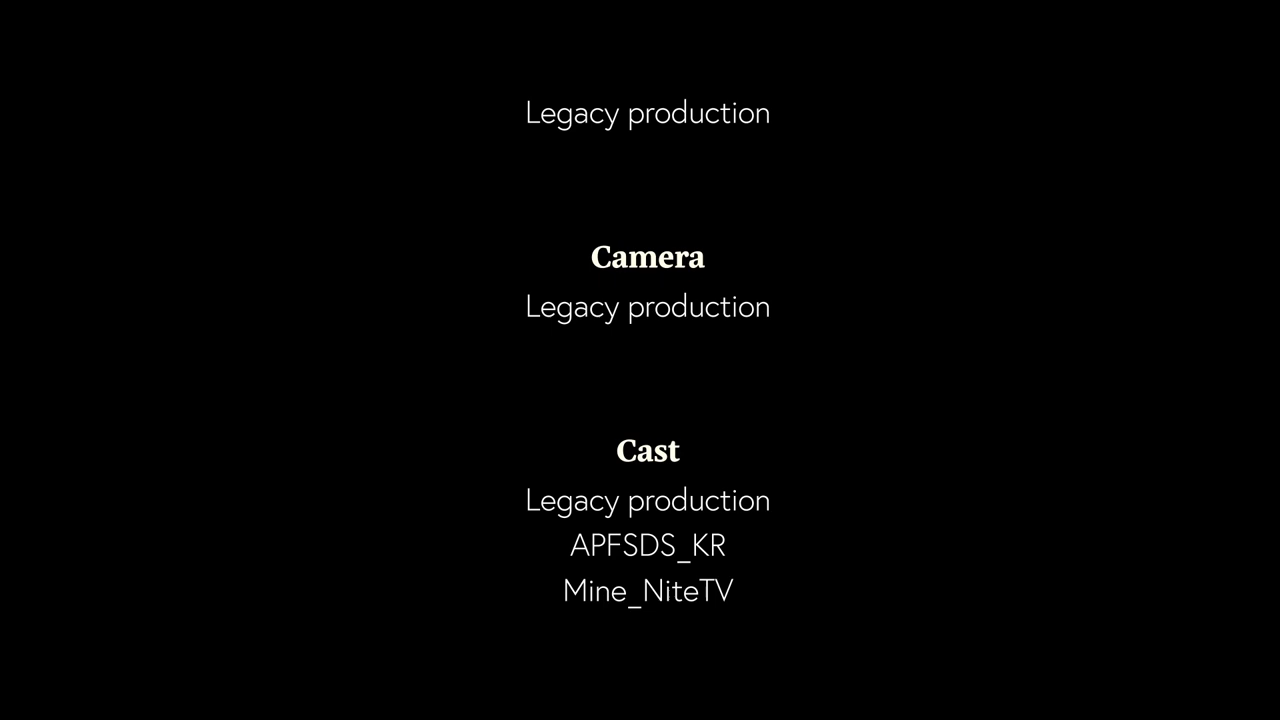 Legacy production
Camera
Legacy production
Cast
Legacy production
APFSDS_KR
Mine_NiteTV